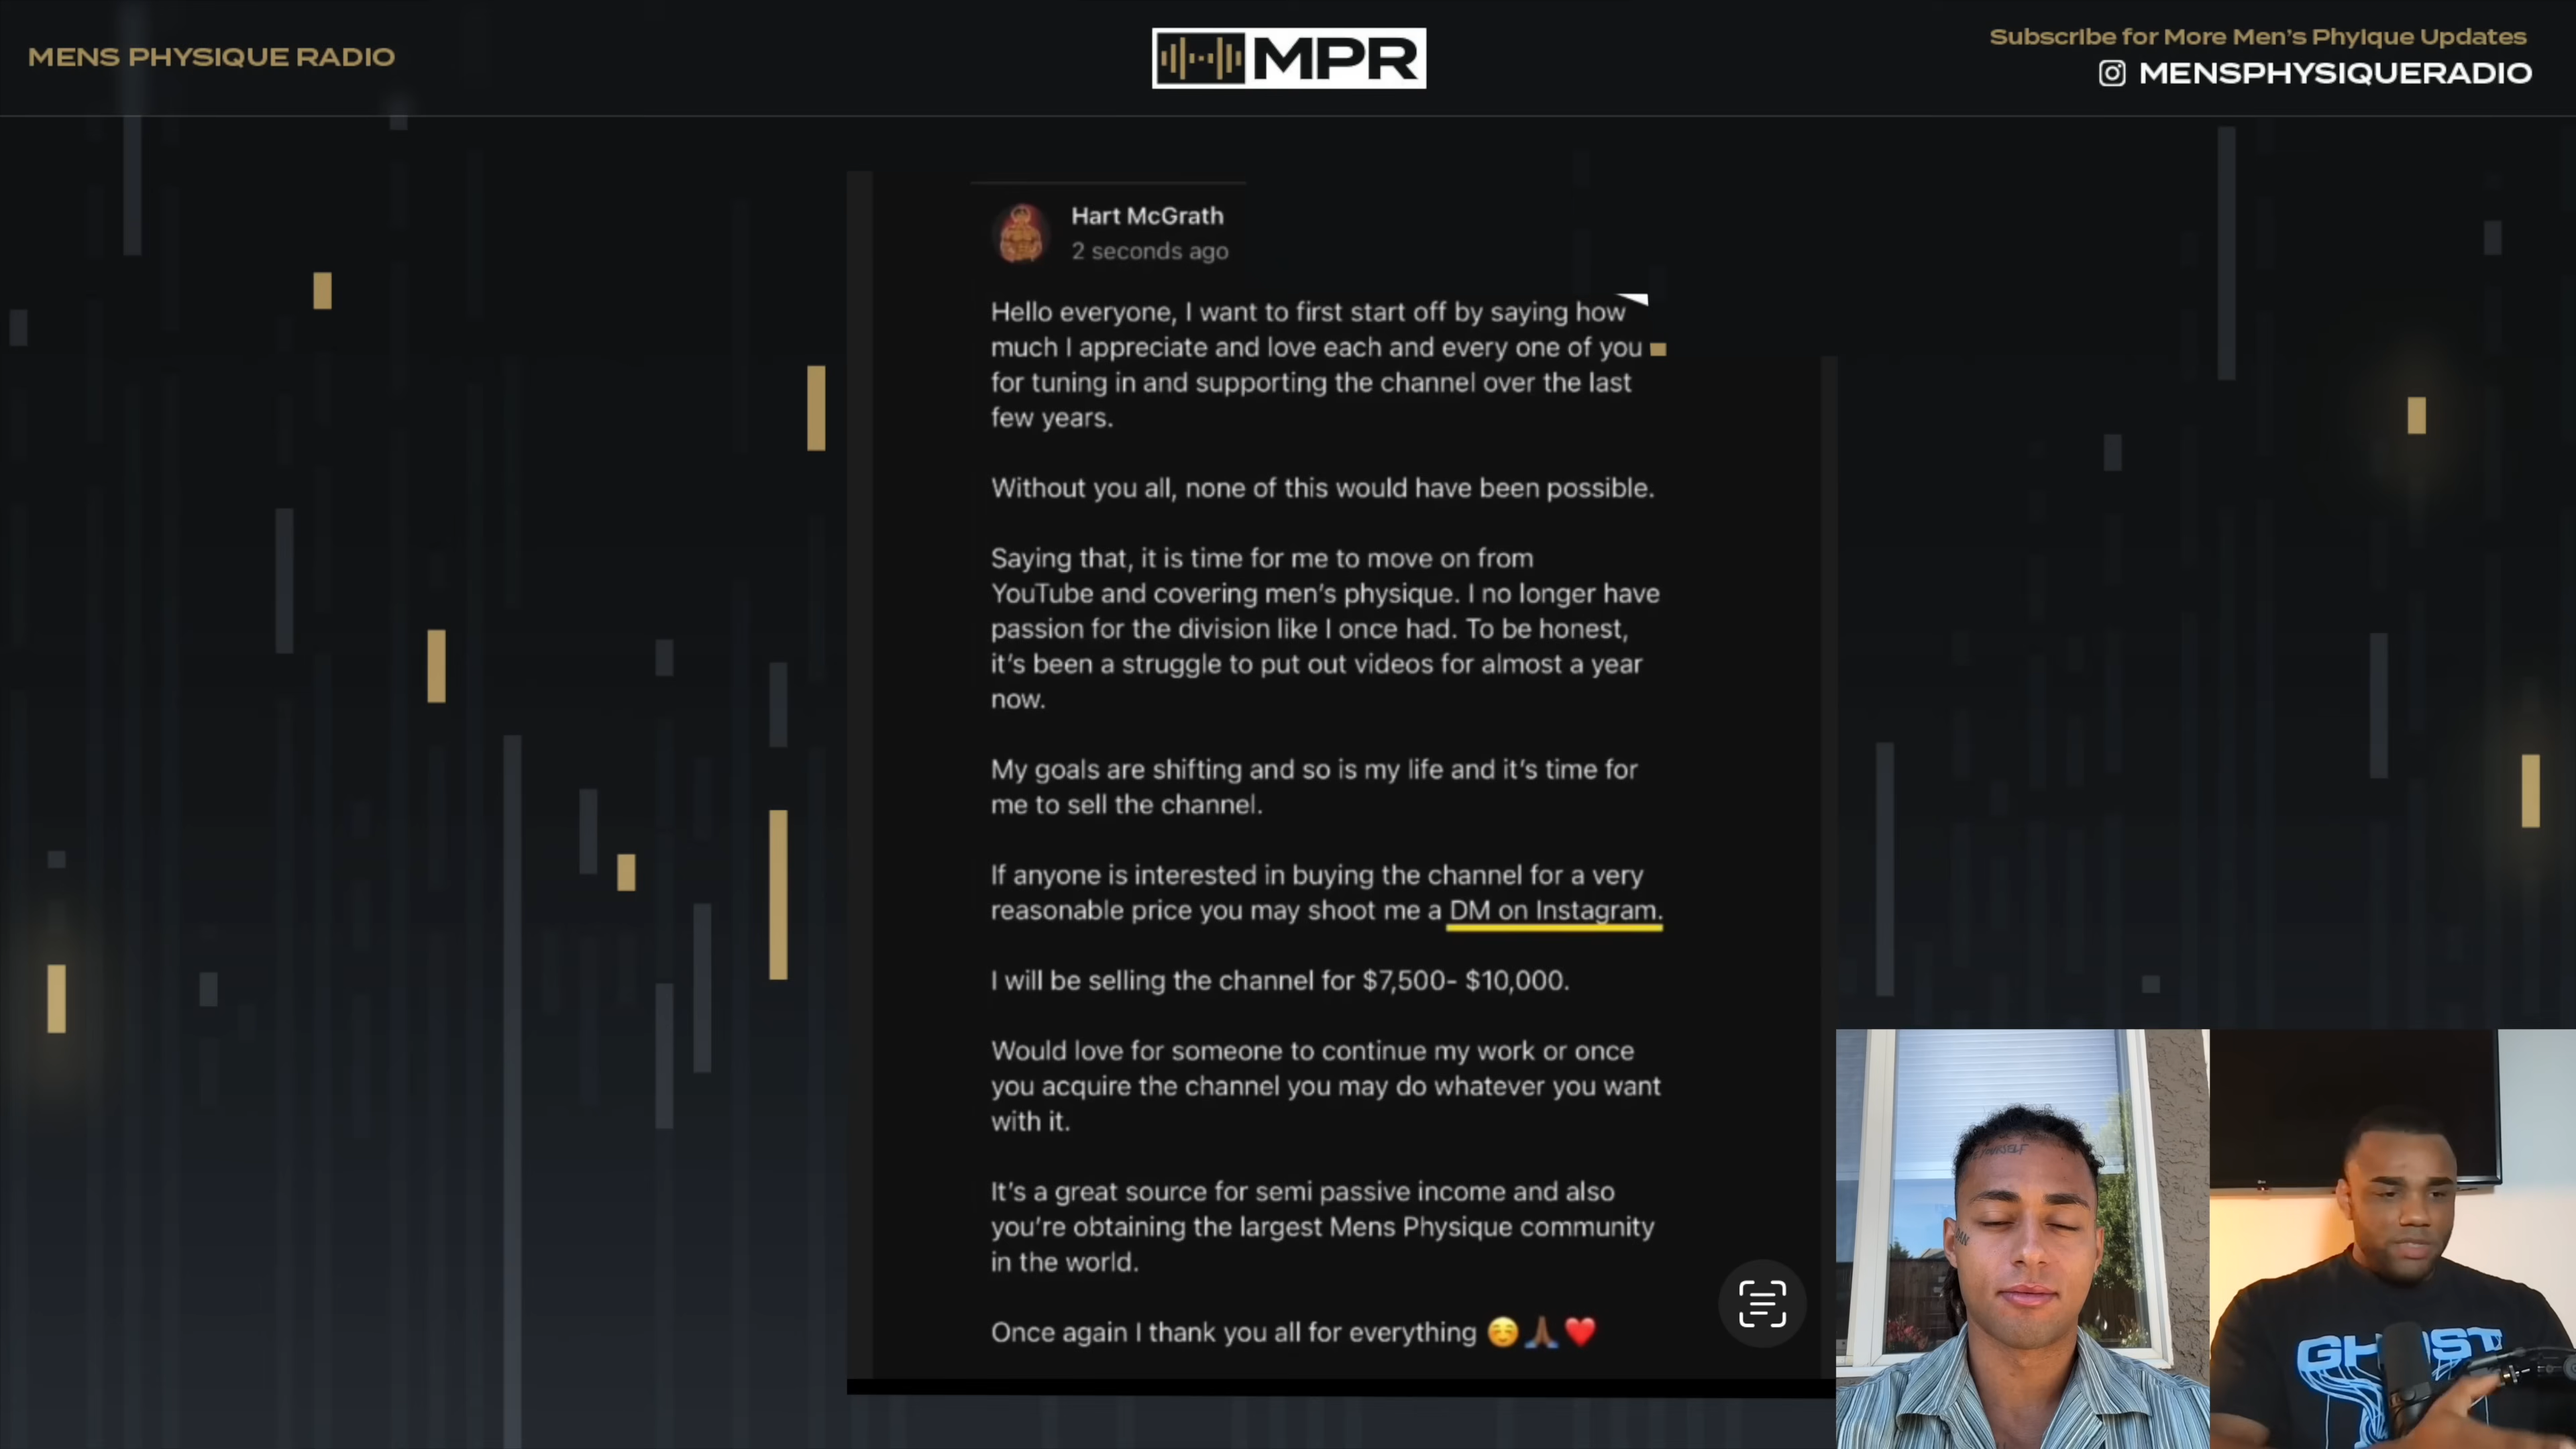 MENS PHYSIQUE RADIO
MPR
Subscribe for More Men's Phyique Updates
MENSPHYSIQUERADIO
Hart McGrath
2 seconds ago
Hello everyone, I want to first start off by saying how
much I appreciate and love each and every one of you
for tuning in and supporting the channel over the last
few years.
Without you all, none of this would have been possible.
Saying that, it is time for me to move on from
YouTube and covering men's physique. I no longer have
passion for the division like I once had. To be honest,
it's been a struggle to put out videos for almost a year
now.
My goals are shifting and so is my life and it's time for
me to sell the channel.
If anyone is interested in buying the channel for a very
reasonable price you may shoot me a DM on Instagram.
I will be selling the channel for $7,500- $10,000.
Would love for someone to continue my work or once
you acquire the channel you may do whatever you want
with it.
It's a great source for semi passive income and also
you're obtaining the largest Mens Physique community
in the world.
Once again I thank you all for everything ☺️🙏🏾❤️
GHOST